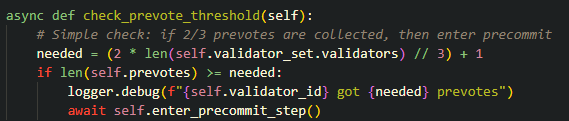 async def check_prevote_threshold(self):
    # Simple check: if 2/3 prevotes are collected, then enter precommit
    needed = (2 * len(self.validator_set.validators) // 3) + 1
    if len(self.prevotes) >= needed:
        logger.debug(f"{self.validator_id} got {needed} prevotes")
        await self.enter_precommit_step()